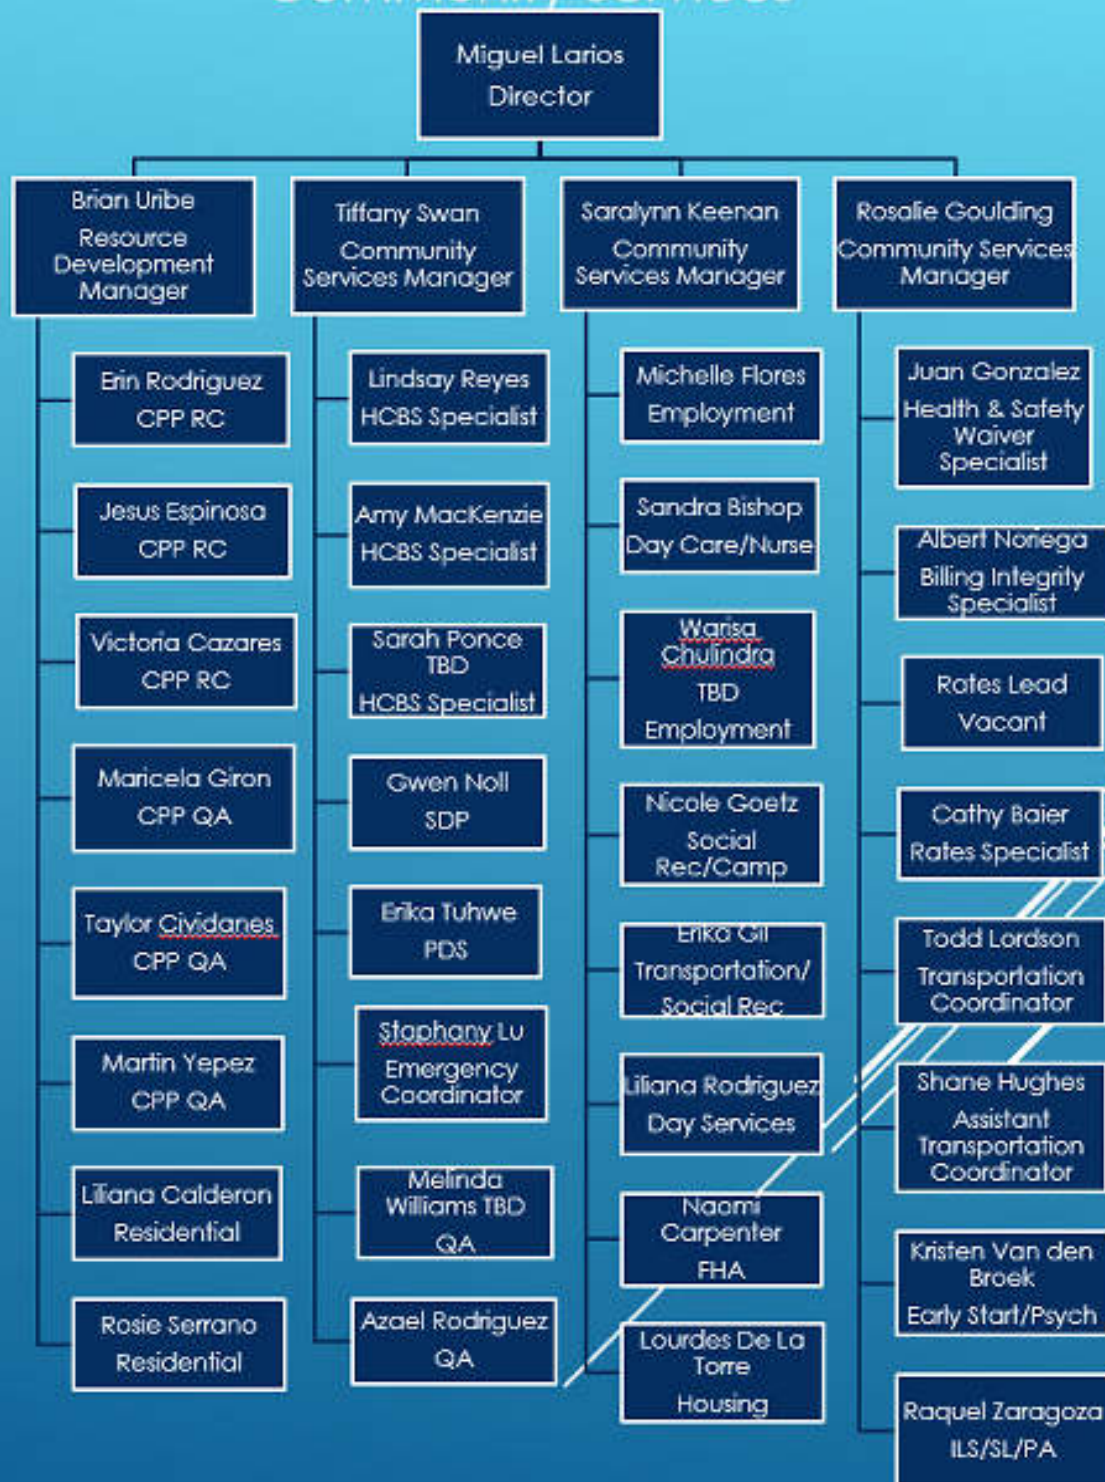 Community Services
Miguel Larios
Director
Brian Uribe
Resource
Development
Manager
Erin Rodriguez
CPP RC
Jesus Espinosa
CPP RC
Victoria Cazares
CPP RC
Maricela Giron
CPP QA
Taylor Cividanes
CPP QA
Martin Yepez
CPP QA
Liliana Calderon
Residential
Rosie Serrano
Residential
Tiffany Swan
Community
Services Manager
Lindsay Reyes
HCBS Specialist
Amy MacKenzie
HCBS Specialist
Sarah Ponce
TBD
HCBS Specialist
Gwen Noll
SDP
Erika Tuhwe
PDS
Staphany Lu
Emergency
Coordinator
Melinda
Williams TBD
QA
Azael Rodriguez
QA
Saralynn Keenan
Community
Services Manager
Michelle Flores
Employment
Sandra Bishop
Day Care/Nurse
Warisa
Chulindra
TBD
Employment
Nicole Goetz
Social
Rec/Camp
Erika Gil
Transportation/
Social Rec
Liliana Rodriguez
Day Services
Naomi
Carpenter
FHA
Lourdes De La
Torre
Housing
Rosalie Goulding
Community Services
Manager
Juan Gonzalez
Health & Safety
Waiver
Specialist
Albert Noriega
Billing Integrity
Specialist
Rates Lead
Vacant
Cathy Baier
Rates Specialist
Todd Lordson
Transportation
Coordinator
Shane Hughes
Assistant
Transportation
Coordinator
Kristen Van den
Broek
Early Start/Psych
Raquel Zaragoza
ILS/SL/PA